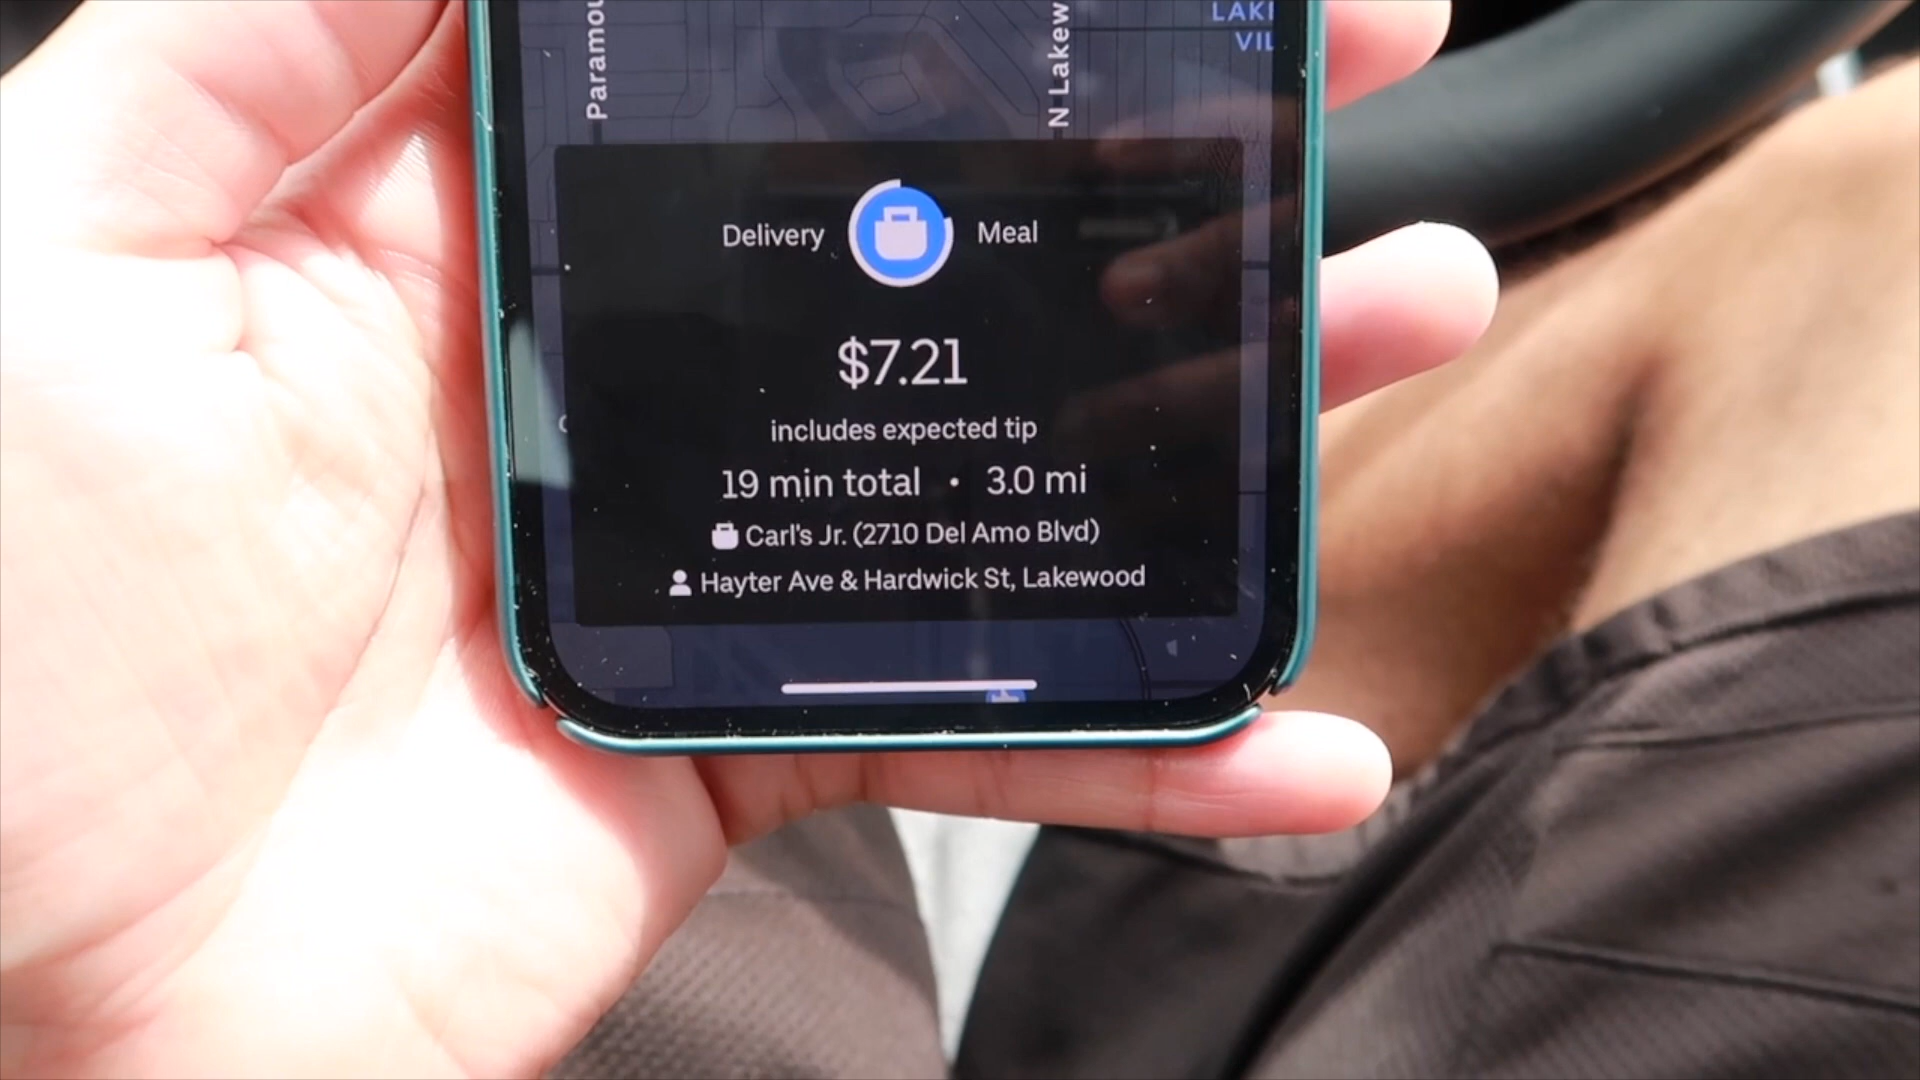 LAK
VIL
Paramou
N Lakew
Delivery Meal
$7.21
includes expected tip
19 min total • 3.0 mi
Carl's Jr. (2710 Del Amo Blvd)
Hayter Ave & Hardwick St, Lakewood